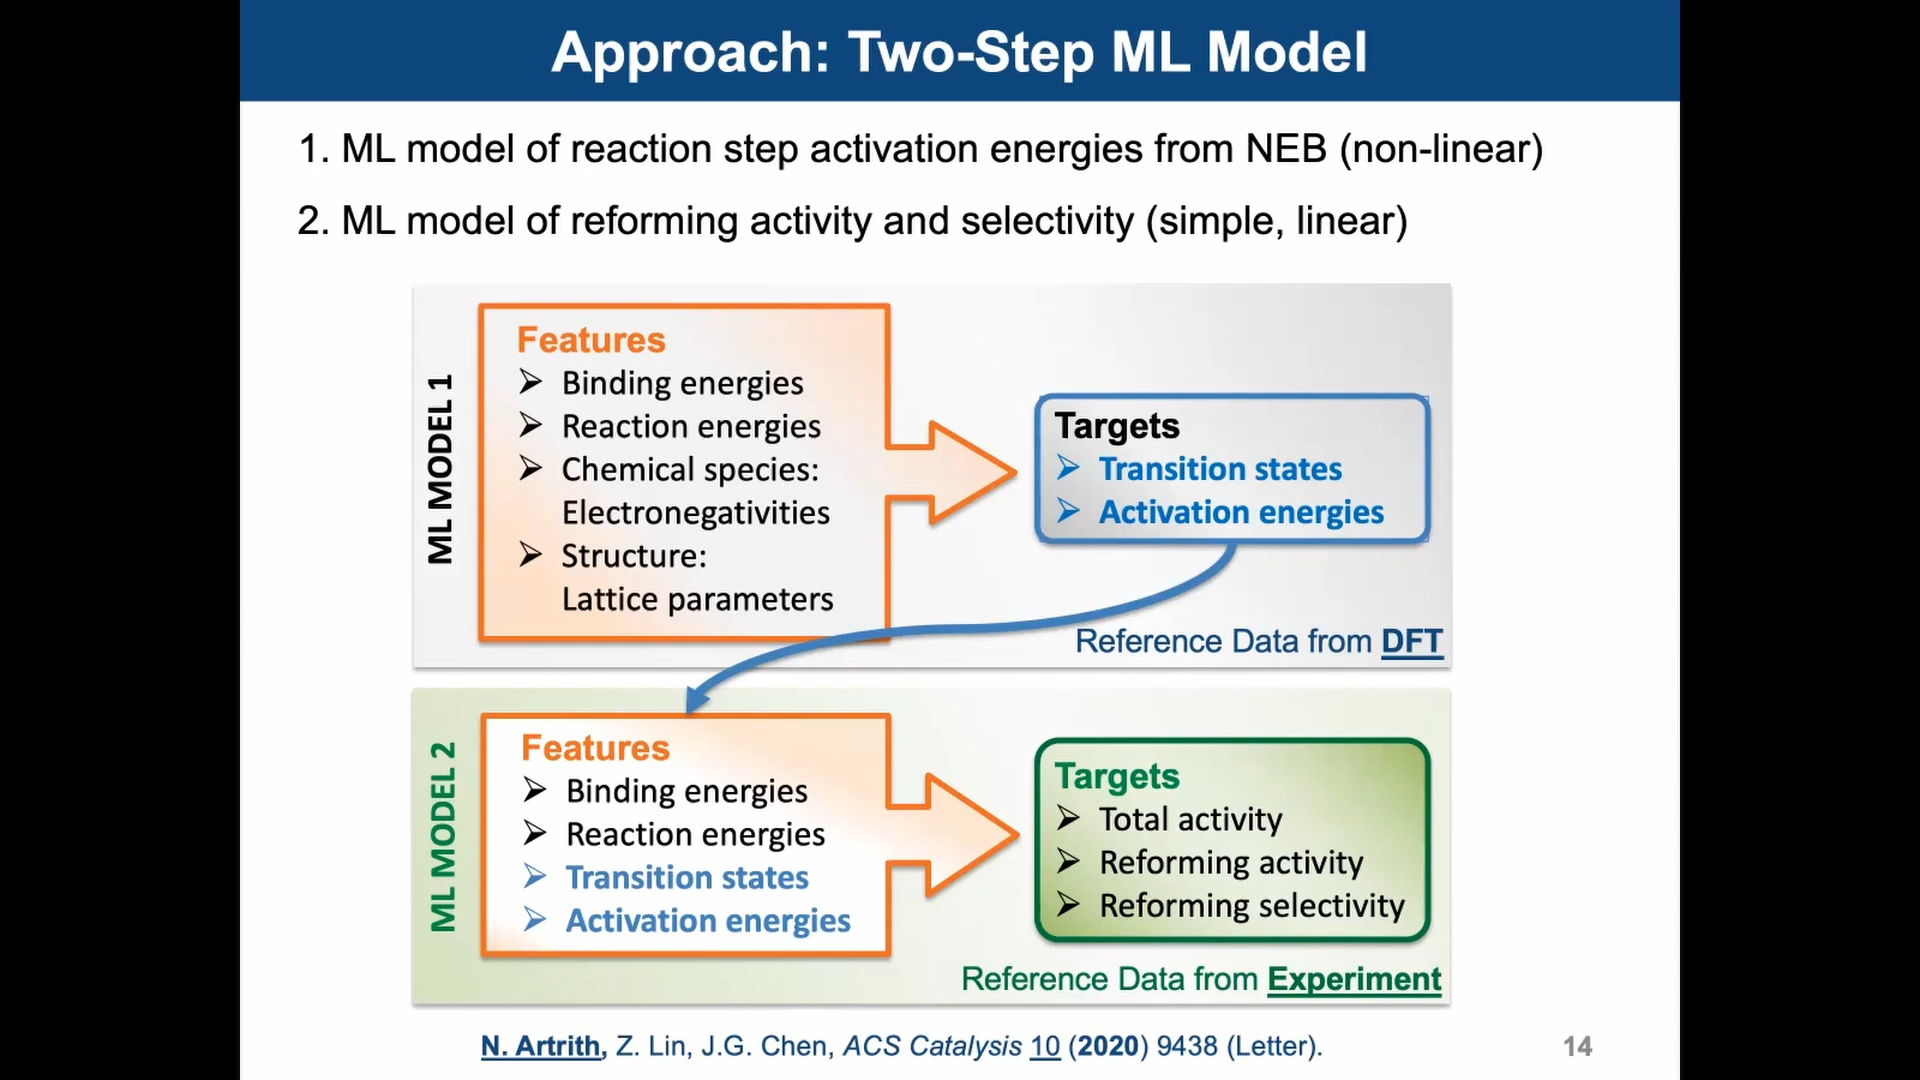 Approach: Two-Step ML Model
1. ML model of reaction step activation energies from NEB (non-linear)
2. ML model of reforming activity and selectivity (simple, linear)
ML MODEL 1
Features
➢ Binding energies
➢ Reaction energies
➢ Chemical species:
Electronegativities
➢ Structure:
Lattice parameters
Targets
➢ Transition states
➢ Activation energies
Reference Data from DFT
ML MODEL 2
Features
➢ Binding energies
➢ Reaction energies
➢ Transition states
➢ Activation energies
Targets
➢ Total activity
➢ Reforming activity
➢ Reforming selectivity
Reference Data from Experiment
N. Artrith, Z. Lin, J.G. Chen, ACS Catalysis 10 (2020) 9438 (Letter).
14